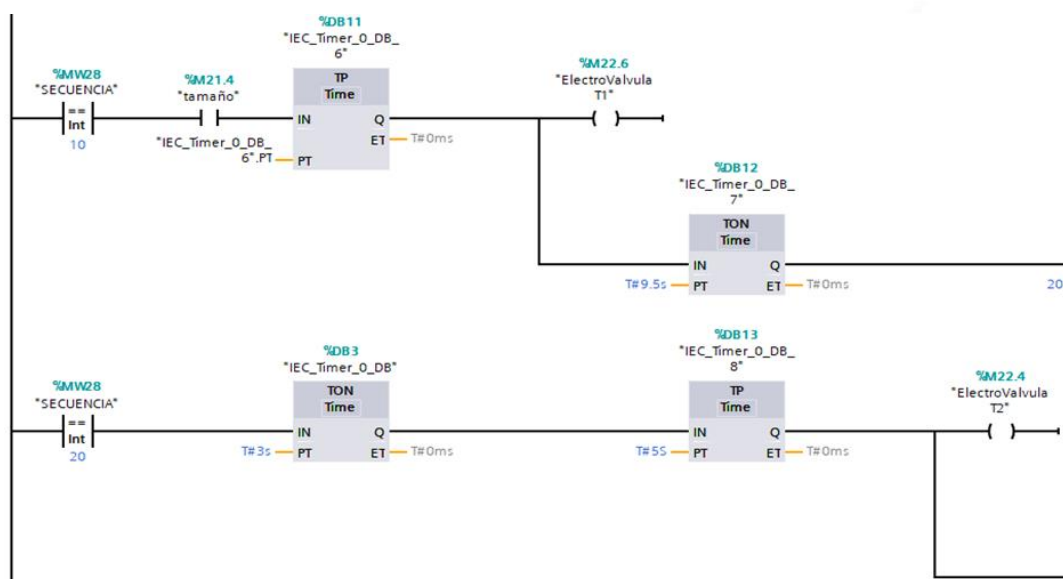 %DB11
"IEC_Timer_0_DB_
6"
%MW28
"SECUENCIA"
%M21.4
"tamaño"
TP
Time
%M22.6
"ElectroValvula
T1"
==
Int
10
IN
Q
"IEC_Timer_0_DB_
6".PT
PT
ET
T#0ms
%DB12
"IEC_Timer_0_DB_
7"
TON
Time
IN
Q
T#9.5s
PT
ET
T#0ms
20
%DB3
"IEC_Timer_0_DB"
%DB13
"IEC_Timer_0_DB_
8"
%MW28
"SECUENCIA"
TON
Time
TP
Time
%M22.4
"ElectroValvula
T2"
==
Int
20
IN
Q
T#3s
PT
ET
T#0ms
IN
Q
T#5S
PT
ET
T#0ms